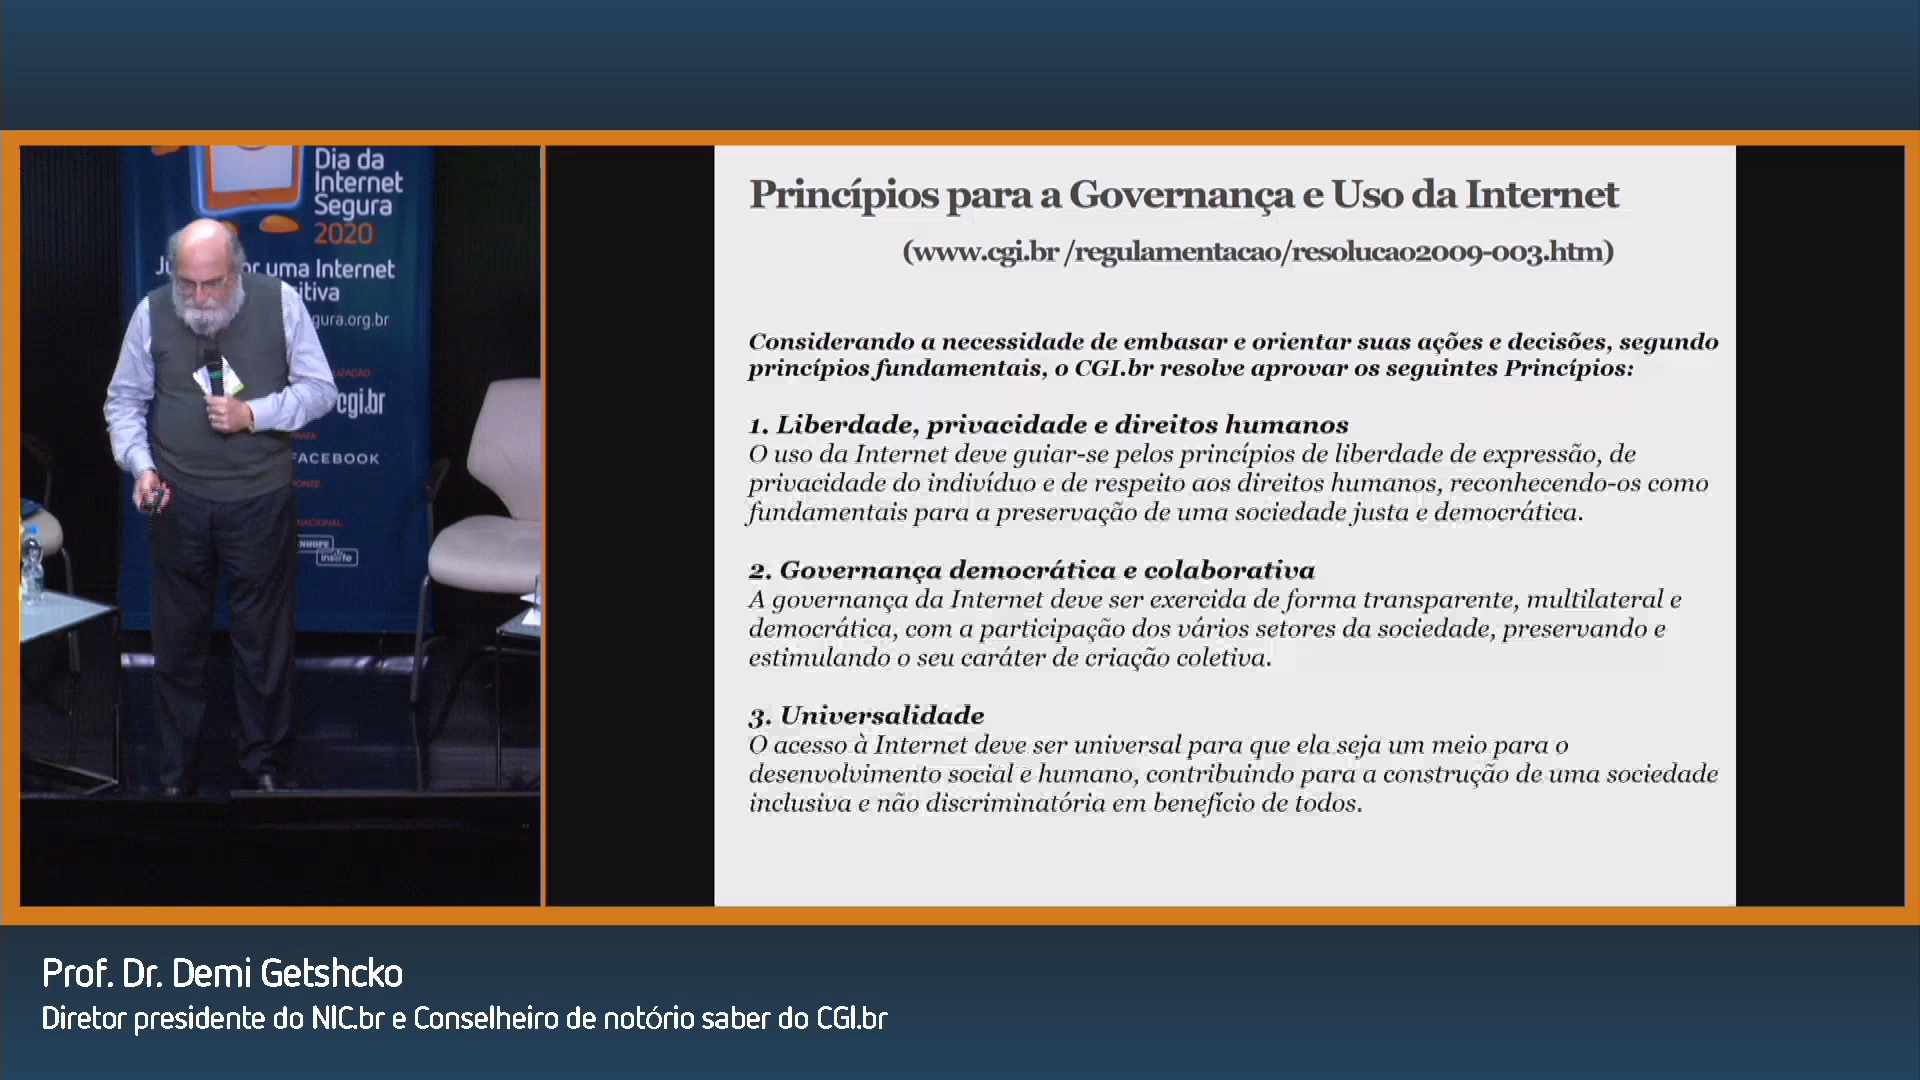 Dia da
Internet
Segura
2020
or uma Internet
itiva
gura.org.br
cgi.br
FACEBOOK
NACIONAL
insafe
Princípios para a Governança e Uso da Internet
(www.cgi.br /regulamentacao/resolucao2009-003.htm)
Considerando a necessidade de embasar e orientar suas ações e decisões, segundo
princípios fundamentais, o CGI.br resolve aprovar os seguintes Princípios:
1. Liberdade, privacidade e direitos humanos
O uso da Internet deve guiar-se pelos princípios de liberdade de expressão, de
privacidade do indivíduo e de respeito aos direitos humanos, reconhecendo-os como
fundamentais para a preservação de uma sociedade justa e democrática.
2. Governança democrática e colaborativa
A governança da Internet deve ser exercida de forma transparente, multilateral e
democrática, com a participação dos vários setores da sociedade, preservando e
estimulando o seu caráter de criação coletiva.
3. Universalidade
O acesso à Internet deve ser universal para que ela seja um meio para o
desenvolvimento social e humano, contribuindo para a construção de uma sociedade
inclusiva e não discriminatória em benefício de todos.
Prof. Dr. Demi Getshcko
Diretor presidente do NIC.br e Conselheiro de notório saber do CGI.br